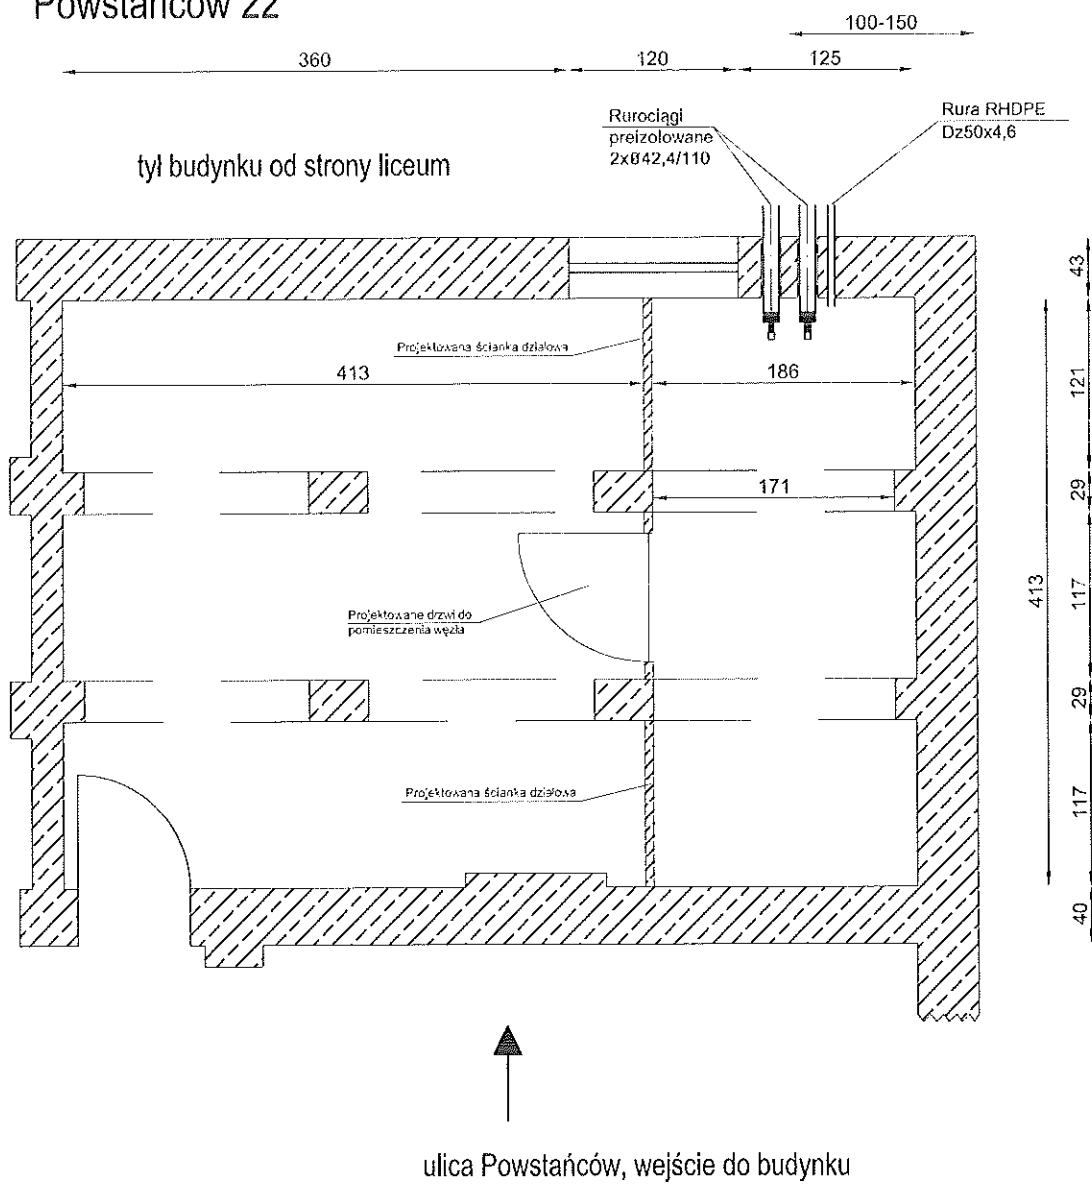 Powstańców 22
100-150
360
120
125
Rurociągi
preizolowane
2xØ42,4/110
Rura RHDPE
Dz50x4,6
tył budynku od strony liceum
43
Projektowana ścianka działowa
413
186
121
171
29
413
117
Projektowane drzwi do
pomieszczenia węzła
29
Projektowana ścianka działowa
117
40
ulica Powstańców, wejście do budynku